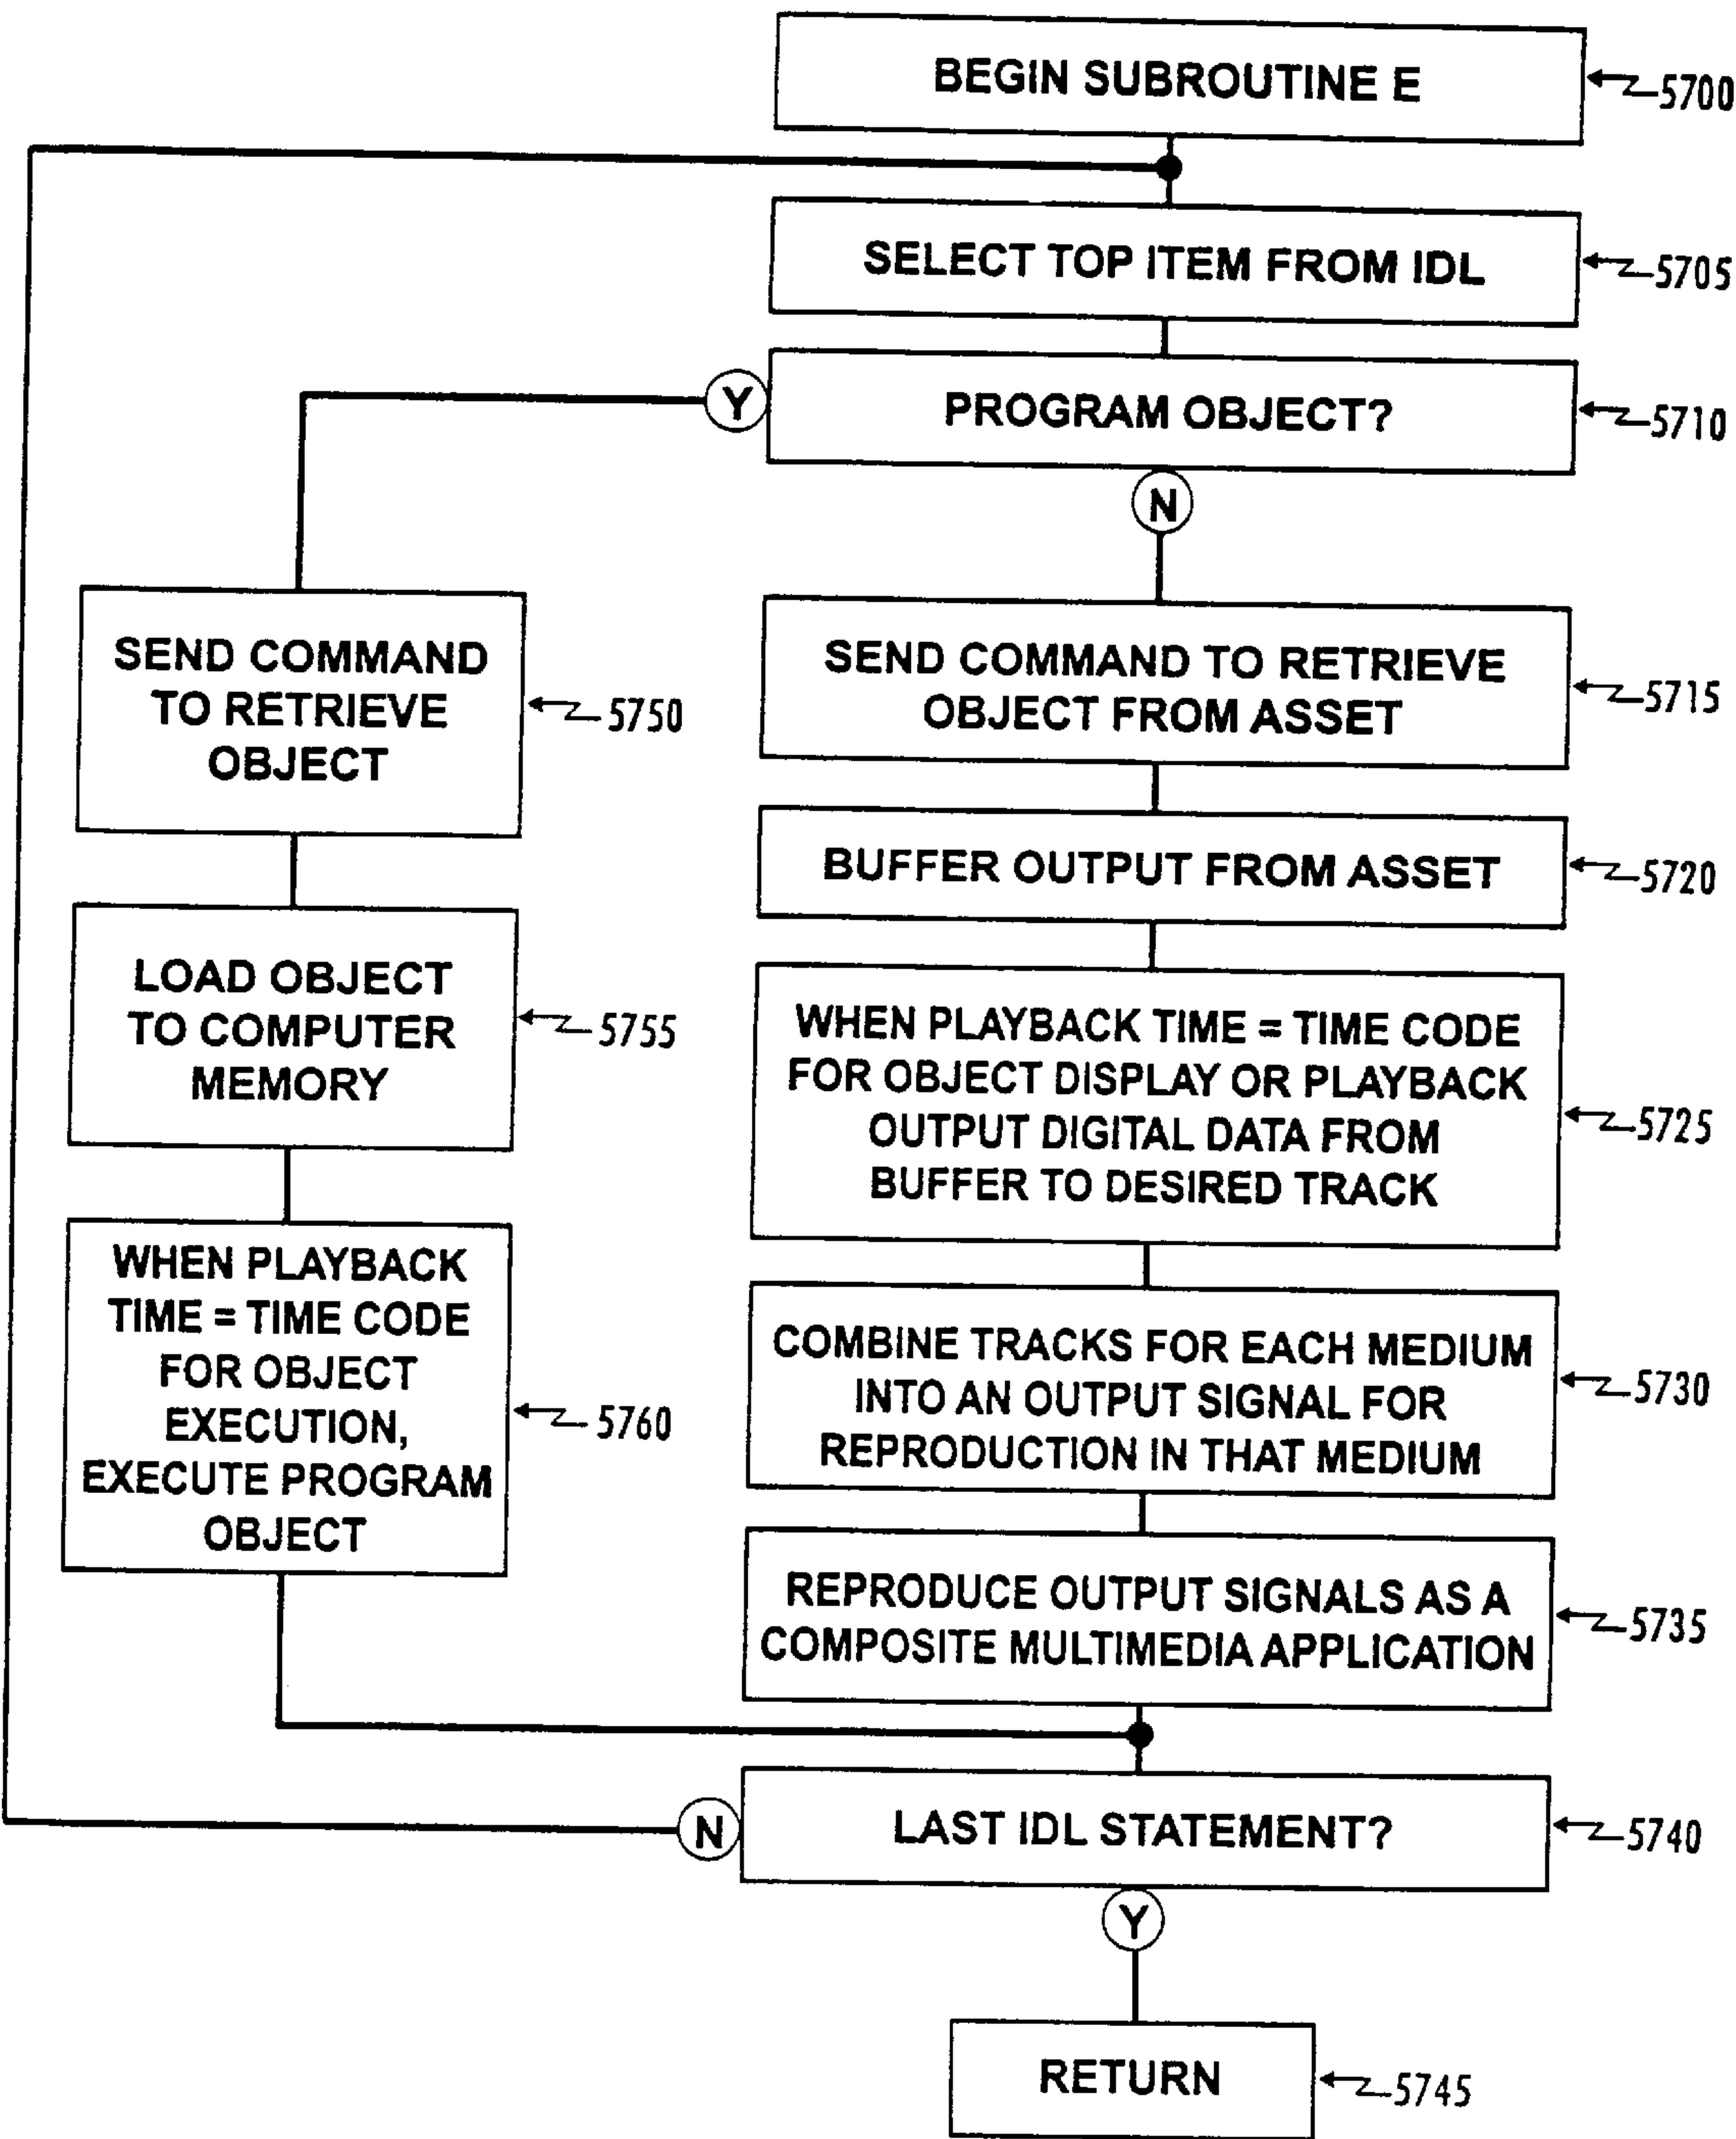 BEGIN SUBROUTINE E
5700
SELECT TOP ITEM FROM IDL
5705
Y
PROGRAM OBJECT?
5710
N
SEND COMMAND
TO RETRIEVE
OBJECT
5750
SEND COMMAND TO RETRIEVE
OBJECT FROM ASSET
5715
BUFFER OUTPUT FROM ASSET
5720
LOAD OBJECT
TO COMPUTER
MEMORY
5755
WHEN PLAYBACK TIME = TIME CODE
FOR OBJECT DISPLAY OR PLAYBACK
OUTPUT DIGITAL DATA FROM
BUFFER TO DESIRED TRACK
5725
WHEN PLAYBACK
TIME = TIME CODE
FOR OBJECT
EXECUTION,
EXECUTE PROGRAM
OBJECT
5760
COMBINE TRACKS FOR EACH MEDIUM
INTO AN OUTPUT SIGNAL FOR
REPRODUCTION IN THAT MEDIUM
5730
REPRODUCE OUTPUT SIGNALS AS A
COMPOSITE MULTIMEDIA APPLICATION
5735
N
LAST IDL STATEMENT?
5740
Y
RETURN
5745